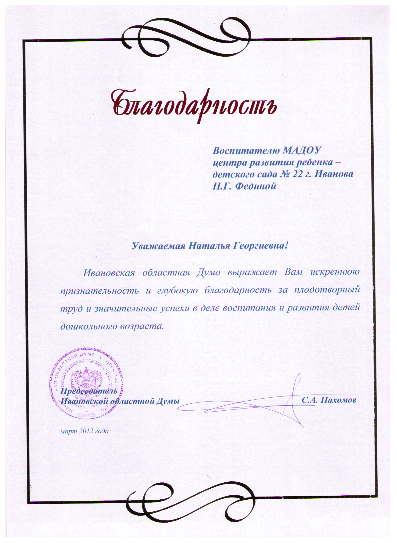 Благодарность
Воспитателю МАДОУ
центра развития ребенка –
детского сада № 22 г. Иванова
Н.Г. Фединой
Уважаемая Наталья Георгиевна!
Ивановская областная Дума выражает Вам искреннюю
признательность и глубокую благодарность за плодотворный
труд и значительные успехи в деле воспитания и развития детей
дошкольного возраста.
Председатель
Ивановской областной Думы
С.А. Пахомов
март 2012 года